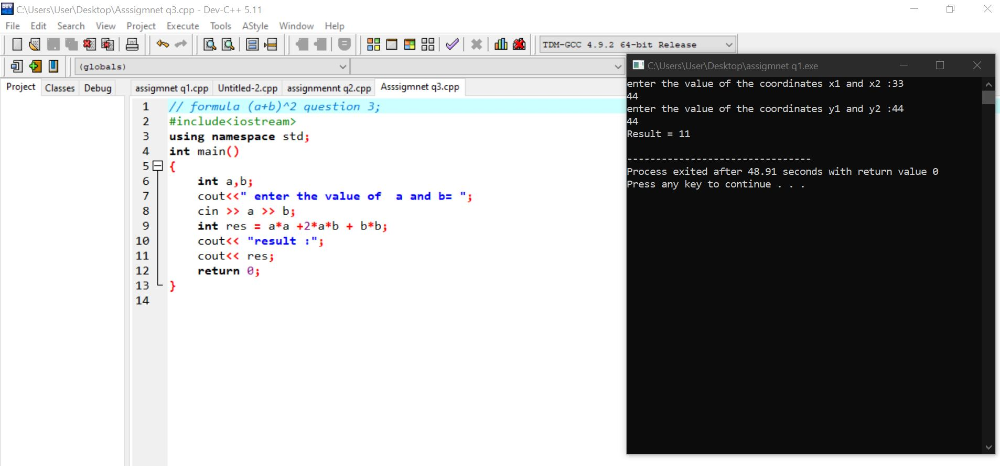 C:\Users\User\Desktop\Asssigmnet q3.cpp - Dev-C++ 5.11
File Edit Search View Project Execute Tools AStyle Window Help
TDM-GCC 4.9.2 64-bit Release
(globals)
Project Classes Debug
assigmnet q1.cpp Untitled-2.cpp assignmennt q2.cpp Asssigmnet q3.cpp
1 // formula (a+b)^2 question 3;
2 #include<iostream>
3 using namespace std;
4 int main()
5 {
6 int a,b;
7 cout<<" enter the value of  a and b= ";
8 cin >> a >> b;
9 int res = a*a +2*a*b + b*b;
10 cout<< "result :";
11 cout<< res;
12 return 0;
13 }
14
C:\Users\User\Desktop\assigmnet q1.exe
enter the value of the coordinates x1 and x2 :33
44
enter the value of the coordinates y1 and y2 :44
44
Result = 11
--------------------------------
Process exited after 48.91 seconds with return value 0
Press any key to continue . . .